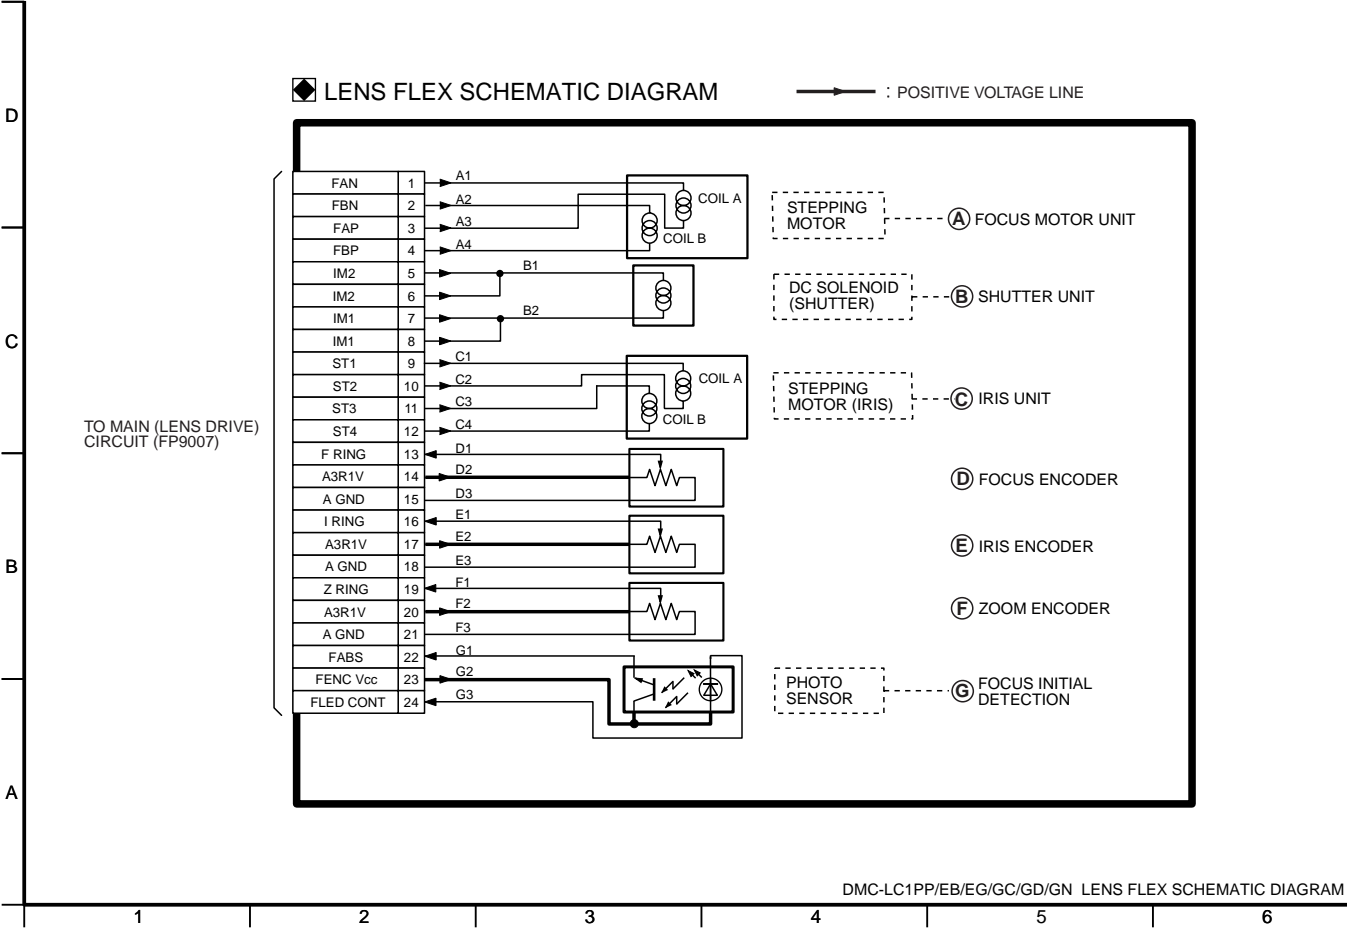 D
C
B
A
LENS FLEX SCHEMATIC DIAGRAM
: POSITIVE VOLTAGE LINE
TO MAIN (LENS DRIVE)
CIRCUIT (FP9007)
FAN 1 A1
FBN 2 A2
FAP 3 A3
FBP 4 A4
IM2 5 B1
IM2 6
IM1 7 B2
IM1 8
ST1 9 C1
ST2 10 C2
ST3 11 C3
ST4 12 C4
F RING 13 D1
A3R1V 14 D2
A GND 15 D3
I RING 16 E1
A3R1V 17 E2
A GND 18 E3
Z RING 19 F1
A3R1V 20 F2
A GND 21 F3
FABS 22 G1
FENC Vcc 23 G2
FLED CONT 24 G3
COIL A
COIL B
STEPPING
MOTOR
A FOCUS MOTOR UNIT
DC SOLENOID
(SHUTTER)
B SHUTTER UNIT
COIL A
COIL B
STEPPING
MOTOR (IRIS)
C IRIS UNIT
D FOCUS ENCODER
E IRIS ENCODER
F ZOOM ENCODER
PHOTO
SENSOR
G FOCUS INITIAL
DETECTION
DMC-LC1PP/EB/EG/GC/GD/GN LENS FLEX SCHEMATIC DIAGRAM
1 2 3 4 5 6